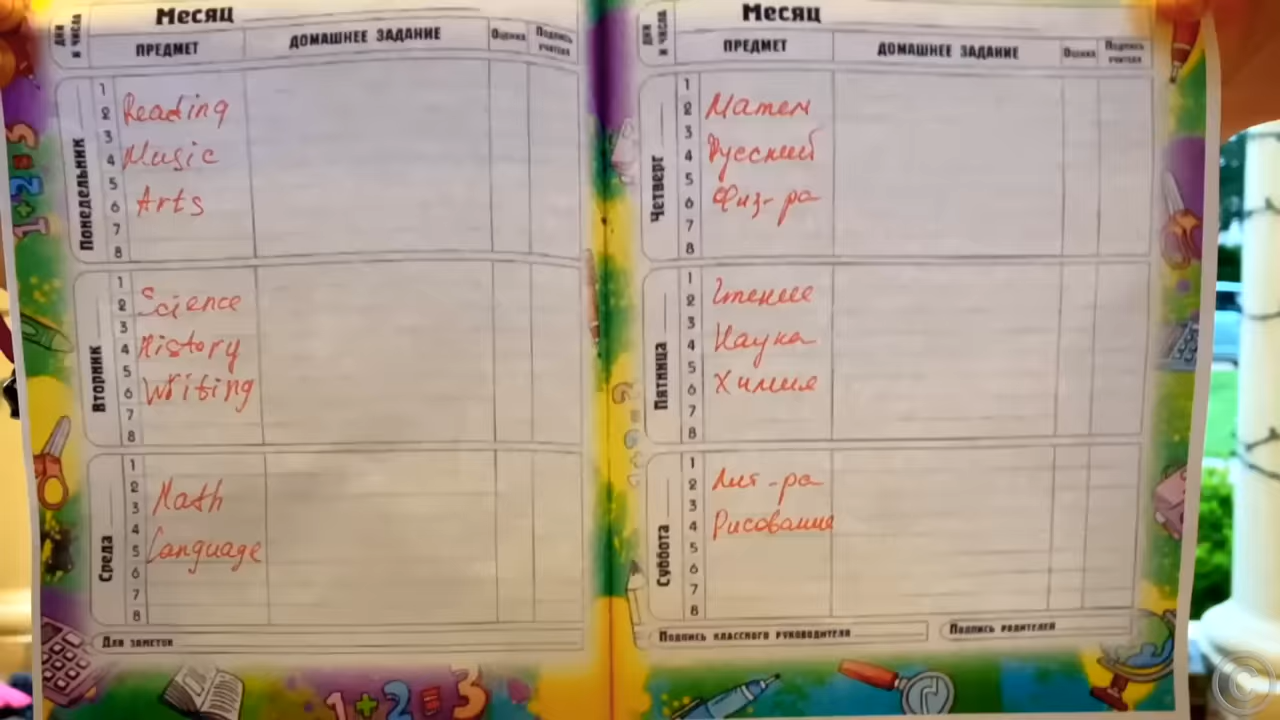 Месяц
ДНИ И ЧИСЛА
ПРЕДМЕТ
ДОМАШНЕЕ ЗАДАНИЕ
Оценка
Подпись учителя
Понедельник
1
2 Reading
3
4 Music
5
6 Arts
7
8
Вторник
1
2 Science
3
4 History
5
6 Writing
7
8
Среда
1
2
3 Math
4
5 Language
6
7
8
Для заметок
Месяц
ДНИ И ЧИСЛА
ПРЕДМЕТ
ДОМАШНЕЕ ЗАДАНИЕ
Оценка
Подпись учителя
Четверг
1
2 Матем
3
4 Русский
5
6 Физ-ра
7
8
Пятница
1
2 Чтение
3
4 Наука
5
6 Химия
7
8
Суббота
1
2 Лит-ра
3
4 Рисование
5
6
7
8
Подпись классного руководителя
Подпись родителей
1+2=3
1+2=3
©